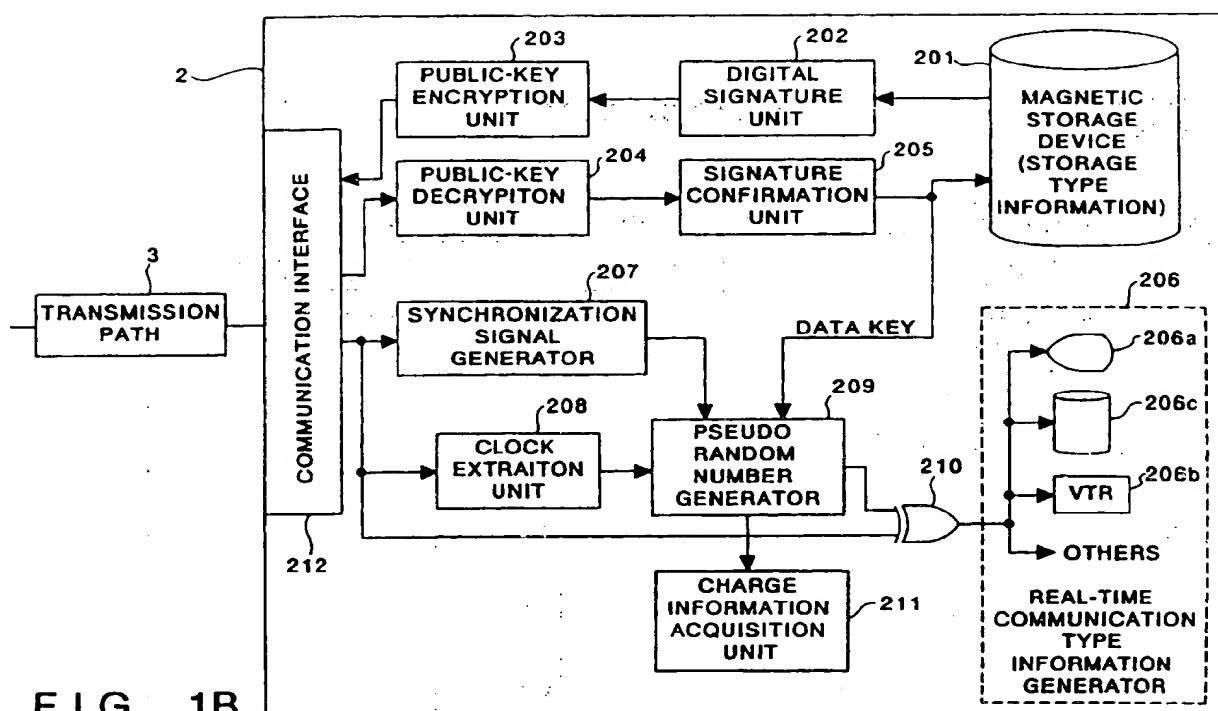 203
202
201
2
PUBLIC-KEY
ENCRYPTION
UNIT
DIGITAL
SIGNATURE
UNIT
MAGNETIC
STORAGE
DEVICE
(STORAGE
TYPE
INFORMATION)
204
205
PUBLIC-KEY
DECRYPITON
UNIT
SIGNATURE
CONFIRMATION
UNIT
COMMUNICATION INTERFACE
3
TRANSMISSION
PATH
207
SYNCHRONIZATION
SIGNAL
GENERATOR
DATA KEY
206
206a
206c
206b
VTR
OTHERS
REAL-TIME
COMMUNICATION
TYPE
INFORMATION
GENERATOR
208
CLOCK
EXTRAITON
UNIT
209
PSEUDO
RANDOM
NUMBER
GENERATOR
210
212
CHARGE
INFORMATION
ACQUISITION
UNIT
211
FIG. 1B